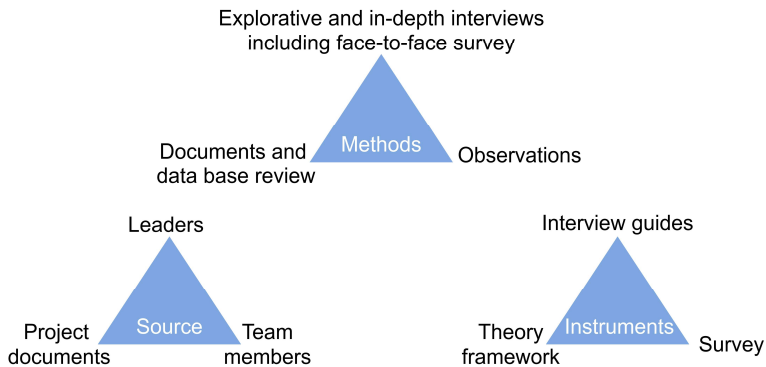 Explorative and in-depth interviews
including face-to-face survey
Methods
Documents and
data base review
Observations
Leaders
Source
Project
documents
Team
members
Interview guides
Instruments
Theory
framework
Survey